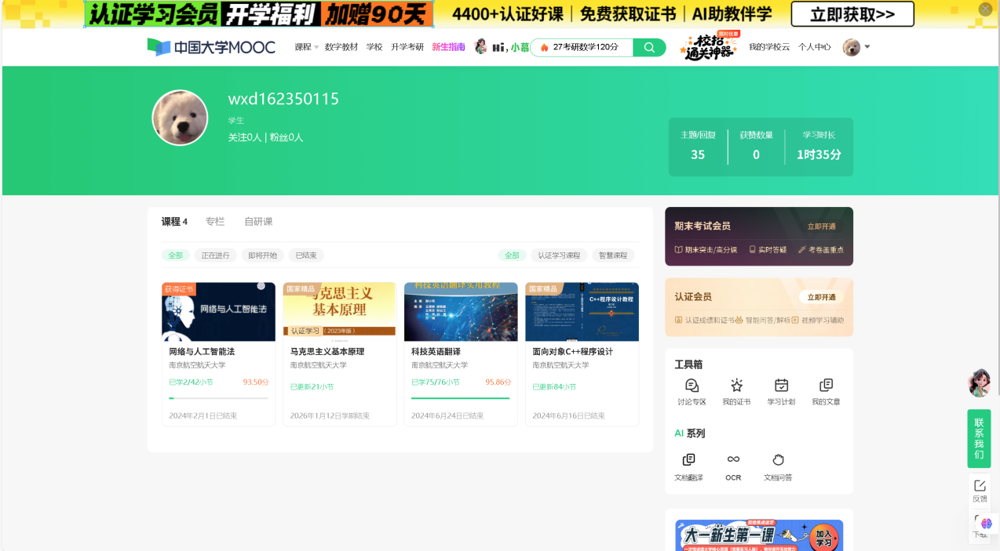 认证学习会员 开学福利 加赠90天 4400+认证好课｜免费获取证书｜AI助教伴学 立即获取>>
中国大学MOOC 课程 数字教材 学校 升学考研 新生指南 Hi,小慕 27考研数学120分 校招通关神器 限时优惠 我的学校云 个人中心
wxd162350115
学生
关注0人 | 粉丝0人
主题/回复 获赞数量 学习时长
35 0 1时35分
课程 4 专栏 自研课
全部 正在进行 即将开始 已结束 全部 认证学习课程 智慧课程
获得证书
网络与人工智能法
网络与人工智能法
南京航空航天大学
已学2/42小节 93.50分
2024年2月1日已结束
国家精品
马克思主义
基本原理
认证学习 (2023年版)
马克思主义基本原理
南京航空航天大学
已更新21小节
2026年1月12日学期结束
科技英语翻译实用教程
科技英语翻译
南京航空航天大学
已学75/76小节 95.86分
2024年6月24日已结束
国家精品
C++程序设计教程
面向对象C++程序设计
南京航空航天大学
已更新84小节
2024年6月16日已结束
期末考试会员 立即开通
期末突击/高分课 实时答疑 考卷画重点
认证会员 立即开通
认证成绩和证书 智能问答/解析 视频学习辅助
工具箱
讨论专区 我的证书 学习计划 我的文章
AI 系列
文档翻译 OCR 文档问答
大一新生第一课
加入
学习
联系我们
反馈
下载